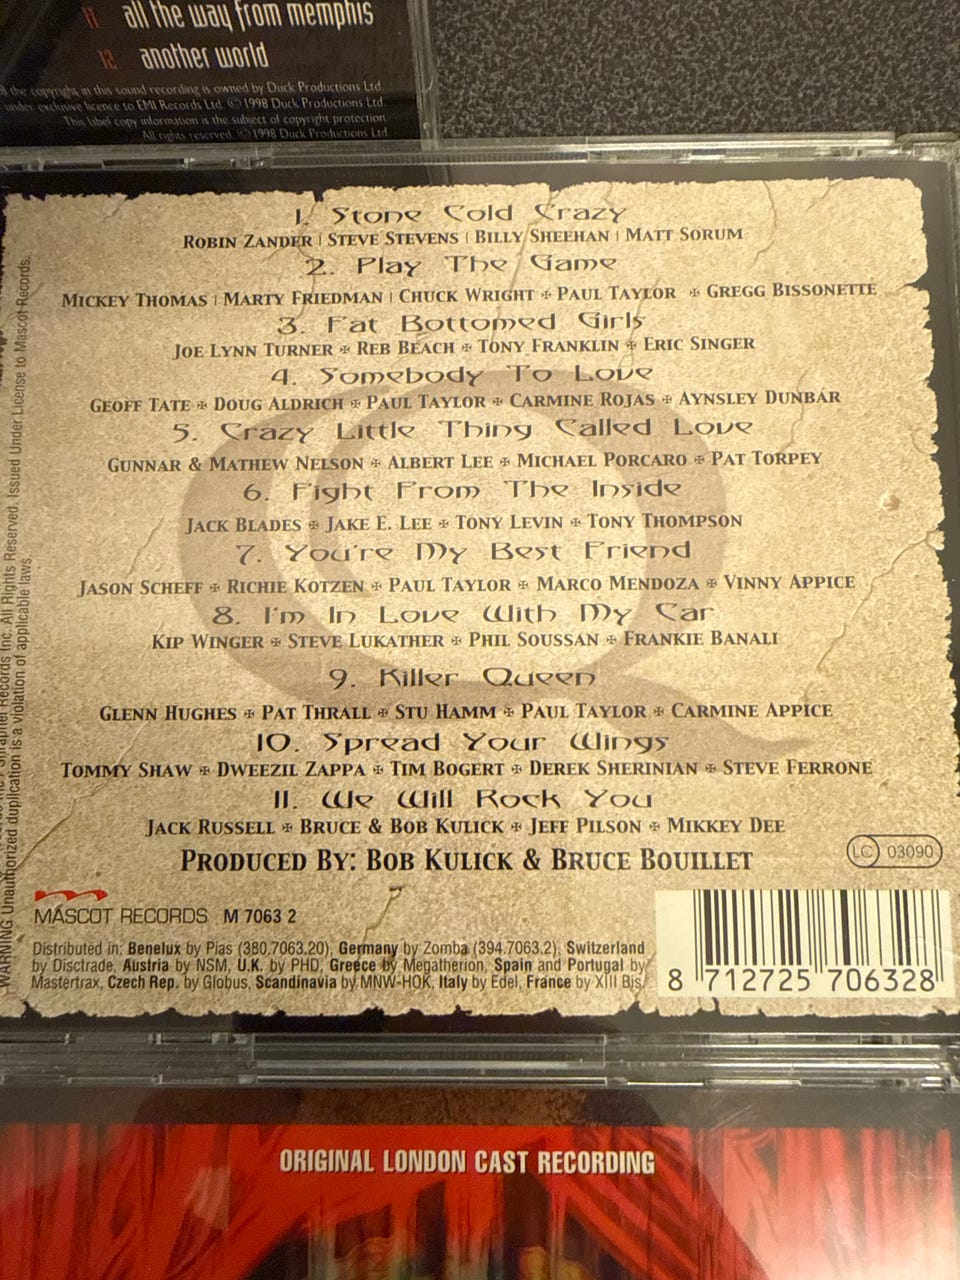 11 all the way from memphis
12 another world
the copyright in this sound recording is owned by Duck Productions Ltd.
under exclusive licence to EMI Records Ltd. ©1998 Duck Productions Ltd.
This label copy information is the subject of copyright protection.
All rights reserved. ©1998 Duck Productions Ltd.
1. Stone Cold Crazy
ROBIN ZANDER | STEVE STEVENS | BILLY SHEEHAN | MATT SORUM
2. Play The Game
MICKEY THOMAS | MARTY FRIEDMAN | CHUCK WRIGHT ✠ PAUL TAYLOR ✠ GREGG BISSONETTE
3. Fat Bottomed Girls
JOE LYNN TURNER ✠ REB BEACH ✠ TONY FRANKLIN ✠ ERIC SINGER
4. Somebody To Love
GEOFF TATE ✠ DOUG ALDRICH ✠ PAUL TAYLOR ✠ CARMINE ROJAS ✠ AYNSLEY DUNBAR
5. Crazy Little Thing Called Love
GUNNAR & MATHEW NELSON ✠ ALBERT LEE ✠ MICHAEL PORCARO ✠ PAT TORPEY
6. Fight From The Inside
JACK BLADES ✠ JAKE E. LEE ✠ TONY LEVIN ✠ TONY THOMPSON
7. You're My Best Friend
JASON SCHEFF ✠ RICHIE KOTZEN ✠ PAUL TAYLOR ✠ MARCO MENDOZA ✠ VINNY APPICE
8. I'm In Love With My Car
KIP WINGER ✠ STEVE LUKATHER ✠ PHIL SOUSSAN ✠ FRANKIE BANALI
9. Killer Queen
GLENN HUGHES ✠ PAT THRALL ✠ STU HAMM ✠ PAUL TAYLOR ✠ CARMINE APPICE
10. Spread Your Wings
TOMMY SHAW ✠ DWEEZIL ZAPPA ✠ TIM BOGERT ✠ DEREK SHERINIAN ✠ STEVE FERRONE
11. We Will Rock You
JACK RUSSELL ✠ BRUCE & BOB KULICK ✠ JEFF PILSON ✠ MIKKEY DEE
PRODUCED BY: BOB KULICK & BRUCE BOUILLET
LC 03090
MASCOT RECORDS M 7063 2
Distributed in: Benelux by Pias (380.7063.20), Germany by Zomba (394.7063.2), Switzerland
by Disctrade, Austria by NSM, U.K. by PHD, Greece by Megatherion, Spain and Portugal by
Mastertrax, Czech Rep. by Globus, Scandinavia by MNW-HOK, Italy by Edel, France by XIII Bis
8 712725 706328
Records Inc. All Rights Reserved. Issued Under License to Mascot Records.
WARNING Unauthorized duplication is a violation of applicable laws.
ORIGINAL LONDON CAST RECORDING